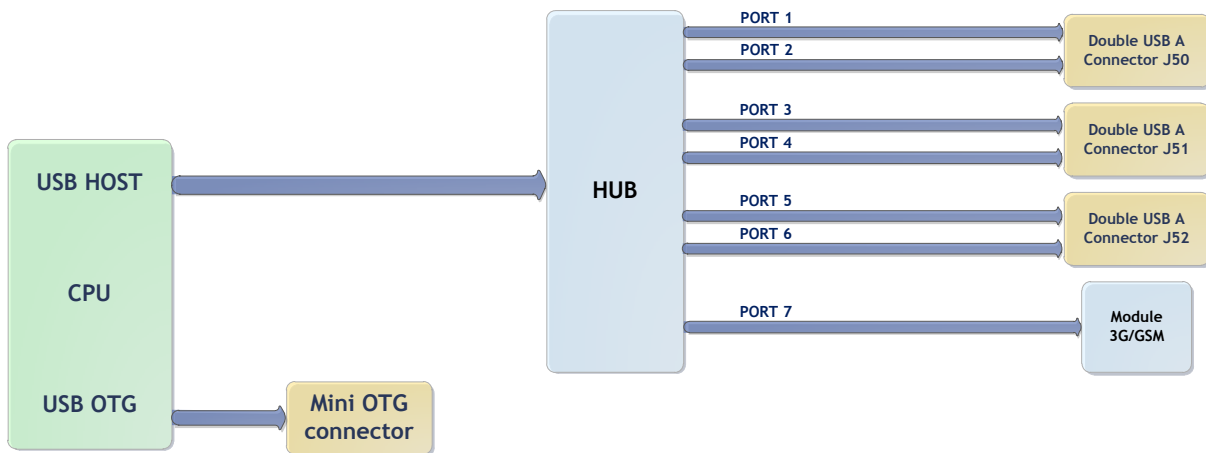 USB HOST
CPU
USB OTG
Mini OTG
connector
HUB
PORT 1
PORT 2
Double USB A
Connector J50
PORT 3
PORT 4
Double USB A
Connector J51
PORT 5
PORT 6
Double USB A
Connector J52
PORT 7
Module
3G/GSM